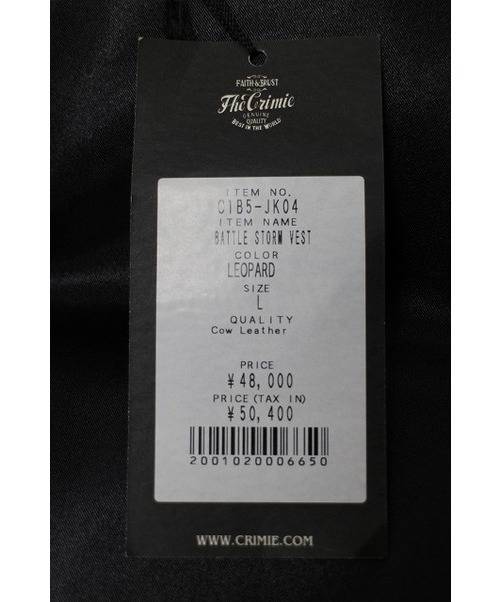 FAITH & TRUST
The Crimie
GENUINE
QUALITY
BEST IN THE WORLD
ITEM NO.
C1B5-JK04
ITEM NAME
BATTLE STORM VEST
COLOR
LEOPARD
SIZE
L
QUALITY
Cow Leather
PRICE
¥48,000
PRICE(TAX IN)
¥50,400
2001020006650
WWW.CRIMIE.COM